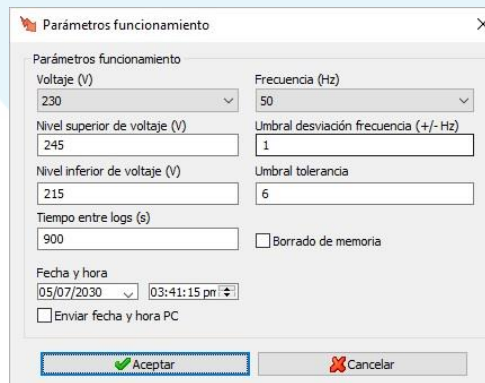 Parámetros funcionamiento
Parámetros funcionamiento
Voltaje (V)
Frecuencia (Hz)
230
50
Nivel superior de voltaje (V)
Umbral desviación frecuencia (+/- Hz)
245
1
Nivel inferior de voltaje (V)
Umbral tolerancia
215
6
Tiempo entre logs (s)
900
Borrado de memoria
Fecha y hora
05/07/2030
03:41:15 pm
Enviar fecha y hora PC
Aceptar
Cancelar